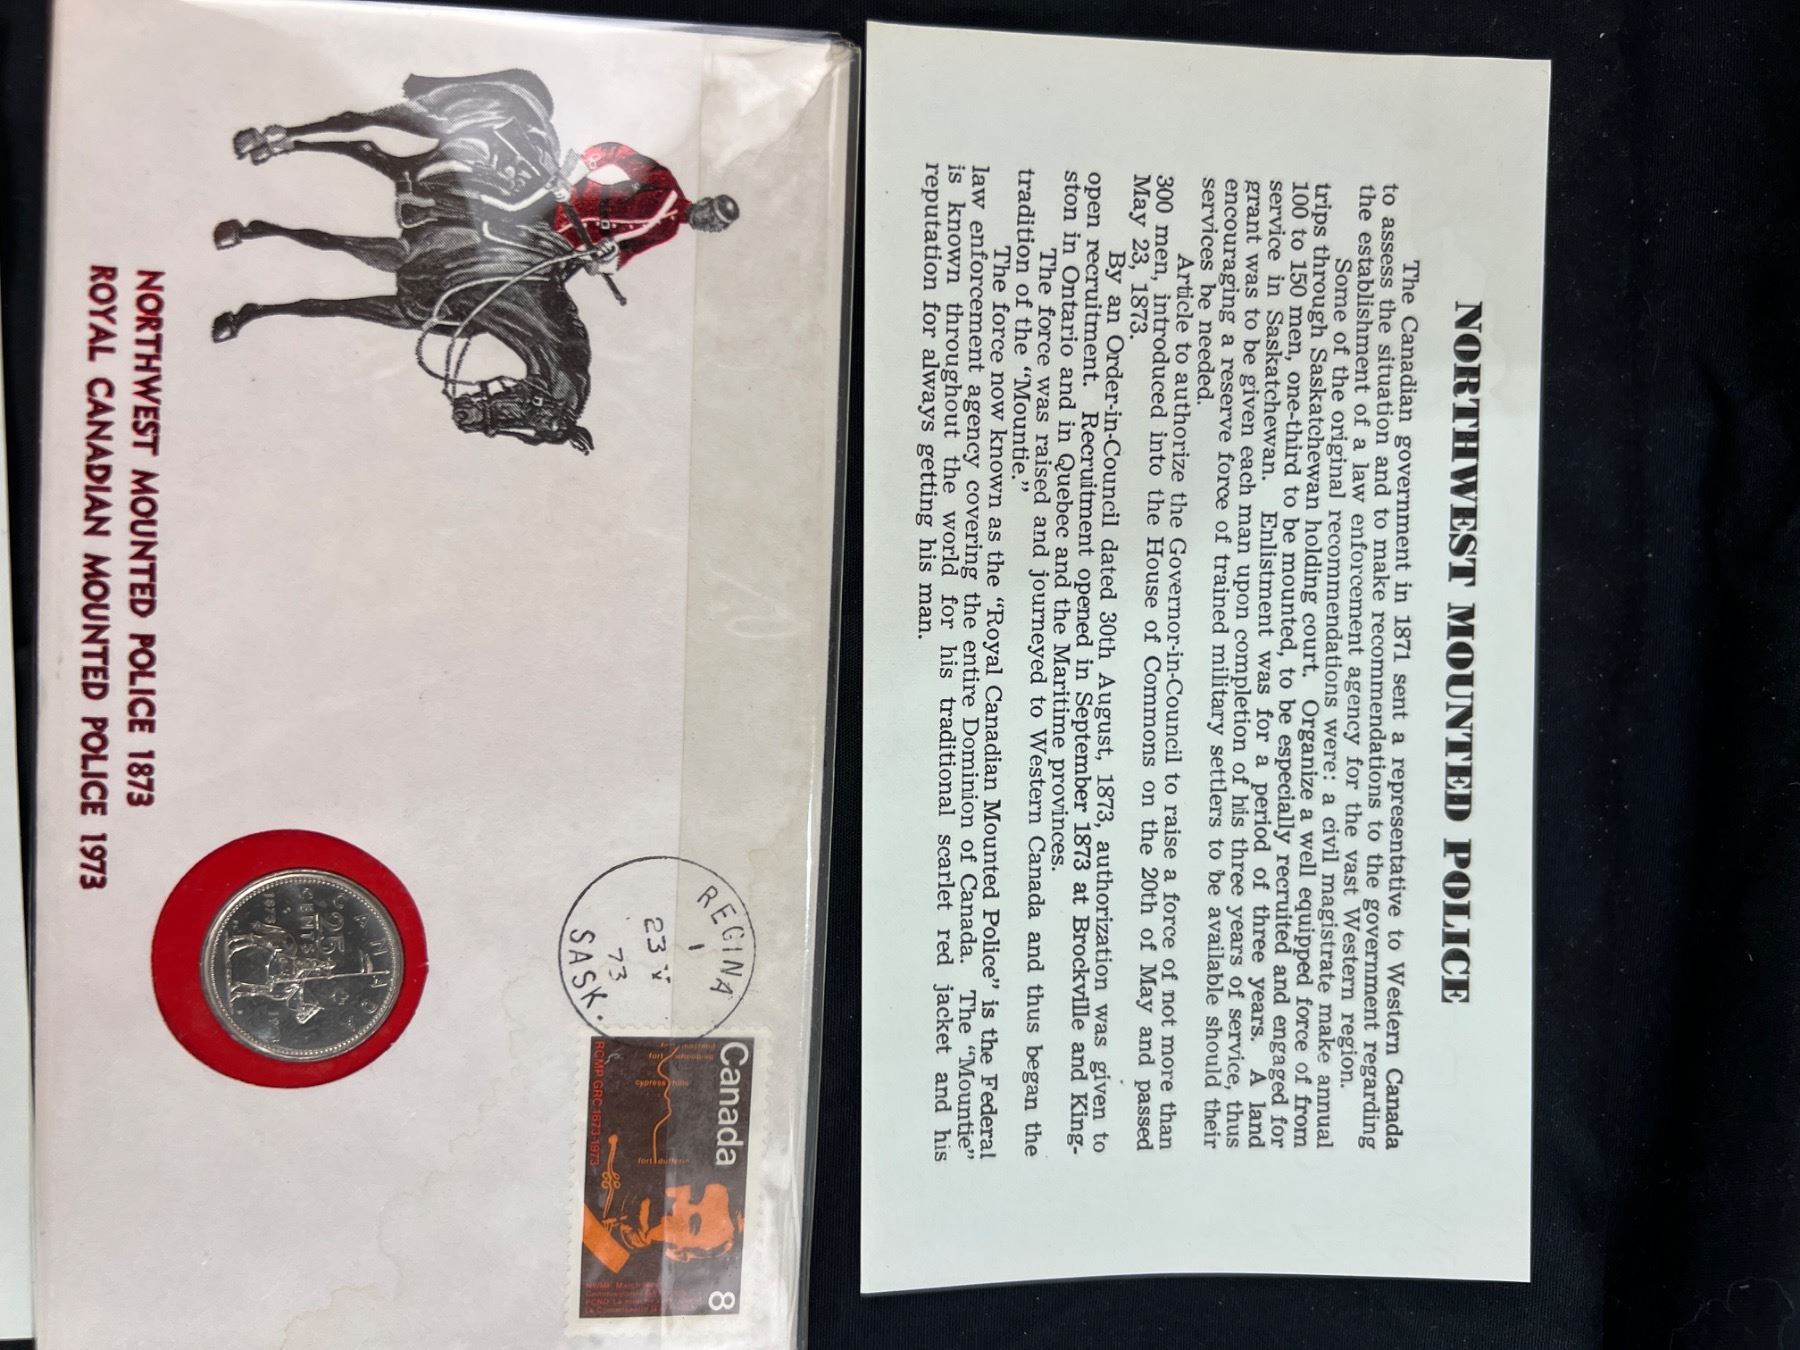 NORTHWEST MOUNTED POLICE
The Canadian government in 1871 sent a representative to Western Canada
to assess the situation and to make recommendations to the government regarding
the establishment of a law enforcement agency for the vast Western region.
Some of the original recommendations were: a civil magistrate make annual
trips through Saskatchewan holding court. Organize a well equipped force of from
100 to 150 men, one-third to be mounted, to be especially recruited and engaged for
service in Saskatchewan. Enlistment was for a period of three years. A land
grant was to be given each man upon completion of his three years of service, thus
encouraging a reserve force of trained military settlers to be available should their
services be needed.
Article to authorize the Governor-in-Council to raise a force of not more than
300 men, introduced into the House of Commons on the 20th of May and passed
May 23, 1873.
By an Order-in-Council dated 30th August, 1873, authorization was given to
open recruitment. Recruitment opened in September 1873 at Brockville and King-
ston in Ontario and in Quebec and the Maritime provinces.
The force was raised and journeyed to Western Canada and thus began the
tradition of the "Mountie."
The force now known as the "Royal Canadian Mounted Police" is the Federal
law enforcement agency covering the entire Dominion of Canada. The "Mountie"
is known throughout the world for his traditional scarlet red jacket and his
reputation for always getting his man.
REGINA
1
23 V
73
SASK.
Canada
8
fort whoop-up
cypress hills
fort dufferin
RCMP GRC 1873-1973
CANADA
25
CENTS
1873
NORTHWEST MOUNTED POLICE 1873
ROYAL CANADIAN MOUNTED POLICE 1973